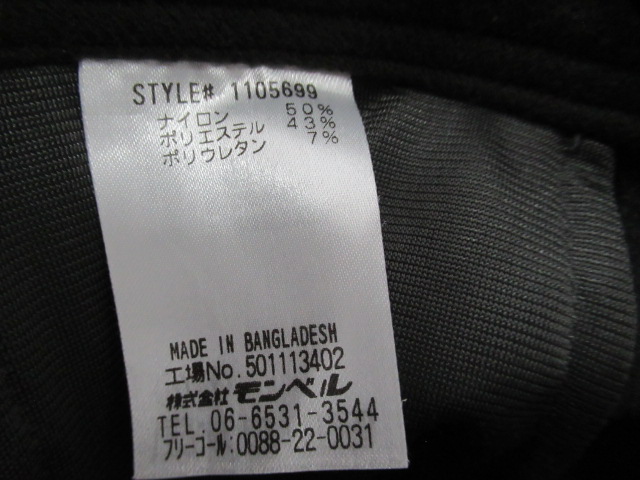 STYLE# 1105699
ナイロン 50%
ポリエステル 43%
ポリウレタン 7%
MADE IN BANGLADESH
工場No.501113402
株式会社 モンベル
TEL.06-6531-3544
フリーコール:0088-22-0031